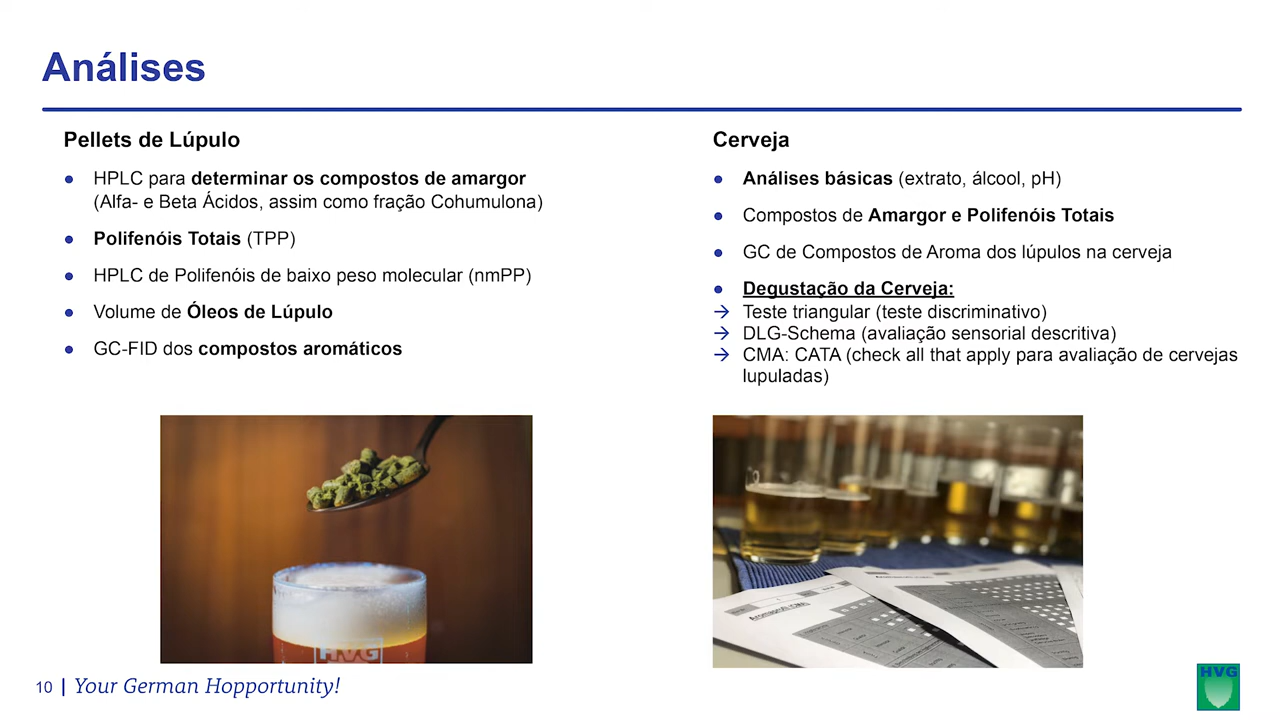 Análises
Pellets de Lúpulo
● HPLC para determinar os compostos de amargor
(Alfa- e Beta Ácidos, assim como fração Cohumulona)
● Polifenóis Totais (TPP)
● HPLC de Polifenóis de baixo peso molecular (nmPP)
● Volume de Óleos de Lúpulo
● GC-FID dos compostos aromáticos
Cerveja
● Análises básicas (extrato, álcool, pH)
● Compostos de Amargor e Polifenóis Totais
● GC de Compostos de Aroma dos lúpulos na cerveja
● Degustação da Cerveja:
→ Teste triangular (teste discriminativo)
→ DLG-Schema (avaliação sensorial descritiva)
→ CMA: CATA (check all that apply para avaliação de cervejas
lupuladas)
HVG
10 | Your German Hopportunity!
HVG